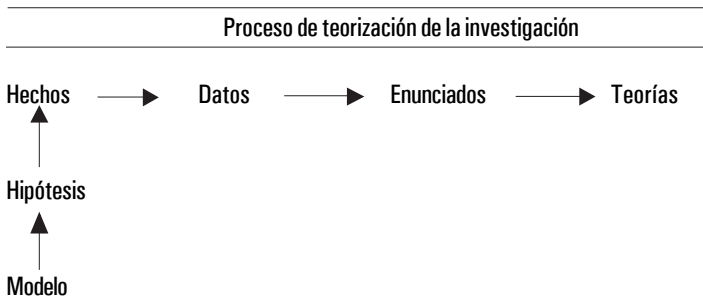 Proceso de teorización de la investigación
Hechos Datos Enunciados Teorías
Hipótesis
Modelo